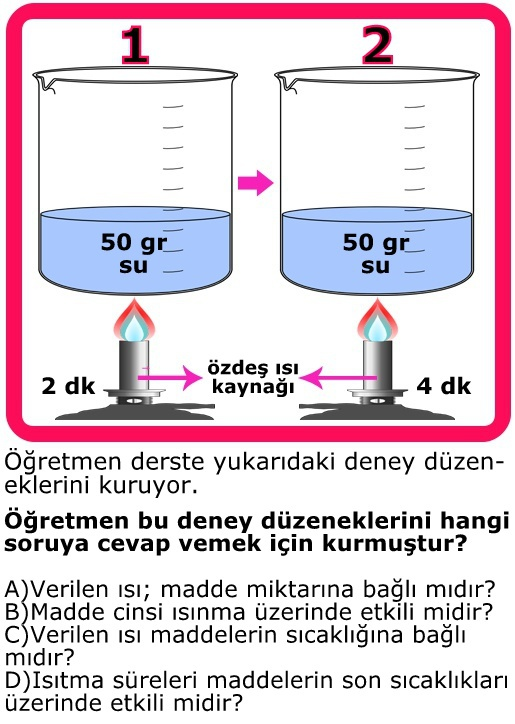 1 2
50 gr su
50 gr su
özdeş ısı kaynağı
2 dk
4 dk
Öğretmen derste yukarıdaki deney düzen-
eklerini kuruyor.
Öğretmen bu deney düzeneklerini hangi
soruya cevap vemek için kurmuştur?
A)Verilen ısı; madde miktarına bağlı mıdır?
B)Madde cinsi ısınma üzerinde etkili midir?
C)Verilen ısı maddelerin sıcaklığına bağlı
mıdır?
D)Isıtma süreleri maddelerin son sıcaklıkları
üzerinde etkili midir?